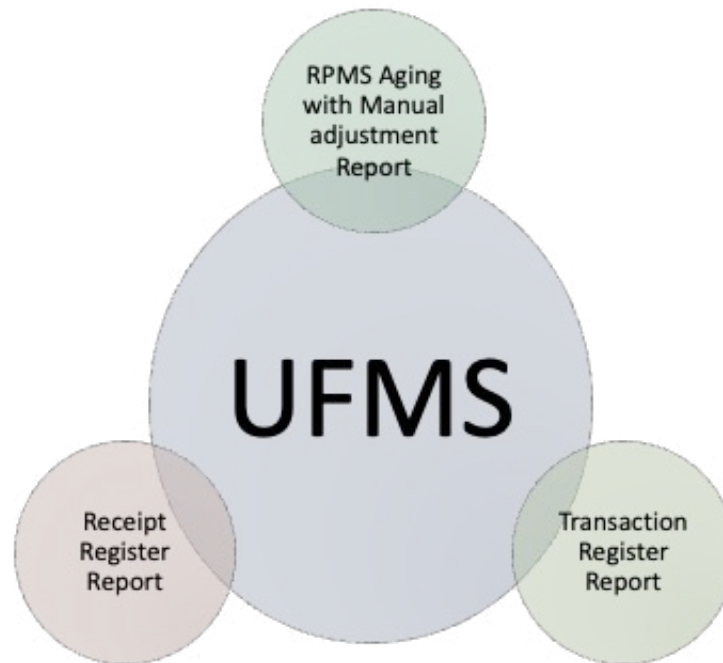 RPMS Aging
with Manual
adjustment
Report
UFMS
Receipt
Register
Report
Transaction
Register
Report